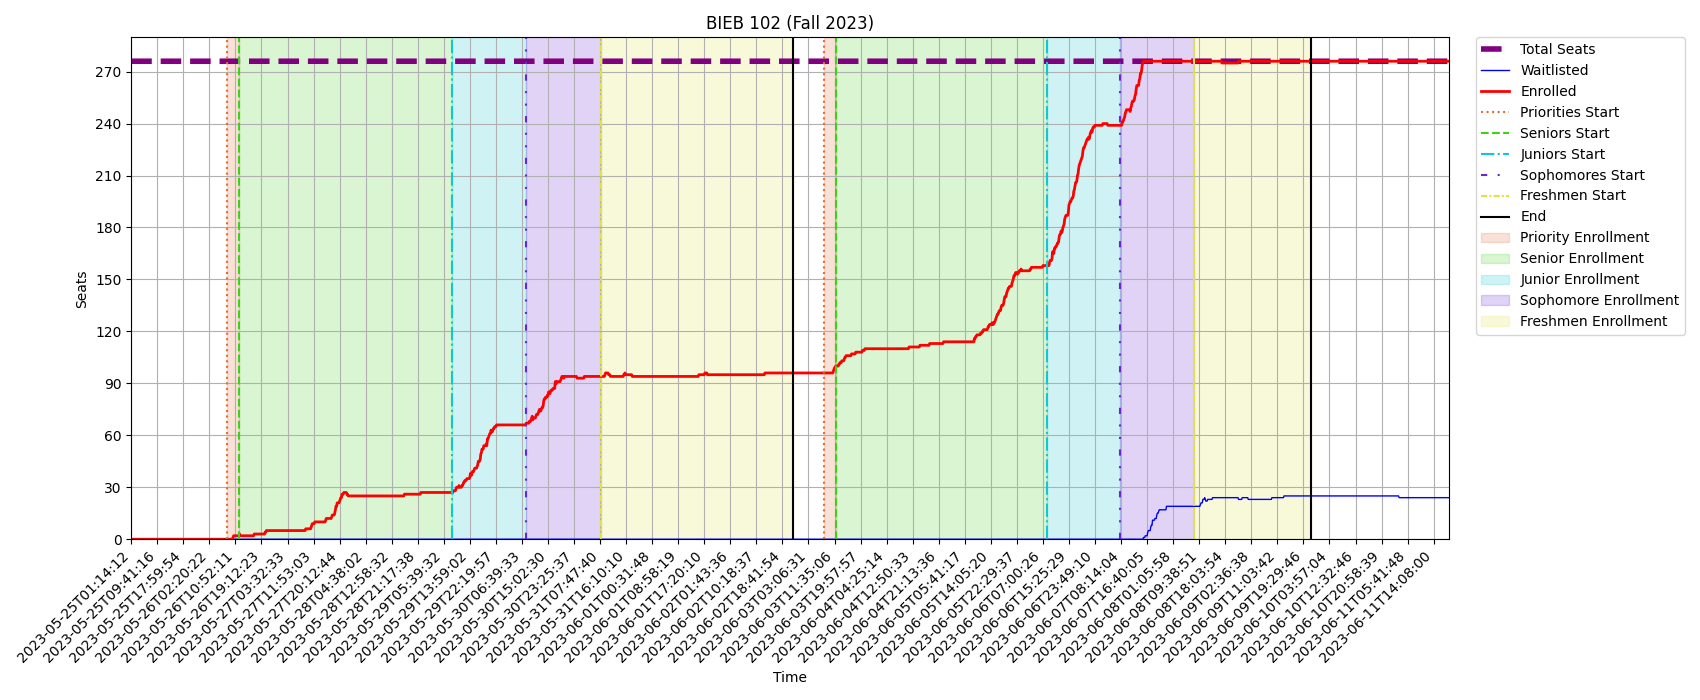 BIEB 102 (Fall 2023)
Seats
270
240
210
180
150
120
90
60
30
0
2023-05-25T01:14:12
2023-05-25T09:41:16
2023-05-25T17:59:54
2023-05-26T02:20:22
2023-05-26T10:52:11
2023-05-26T19:12:23
2023-05-27T03:32:33
2023-05-27T11:53:03
2023-05-27T20:12:44
2023-05-28T04:38:02
2023-05-28T12:58:32
2023-05-28T21:17:38
2023-05-29T05:39:32
2023-05-29T13:59:02
2023-05-29T22:19:57
2023-05-30T06:39:33
2023-05-30T15:02:30
2023-05-30T23:25:37
2023-05-31T07:47:40
2023-05-31T16:10:10
2023-06-01T00:31:48
2023-06-01T08:58:19
2023-06-01T17:20:10
2023-06-02T01:43:36
2023-06-02T10:18:37
2023-06-02T18:41:54
2023-06-03T03:06:31
2023-06-03T11:35:06
2023-06-03T19:57:57
2023-06-04T04:25:14
2023-06-04T12:50:33
2023-06-04T21:13:36
2023-06-05T05:41:17
2023-06-05T14:05:20
2023-06-05T22:29:37
2023-06-06T07:00:26
2023-06-06T15:25:29
2023-06-06T23:49:10
2023-06-07T08:14:04
2023-06-07T16:40:05
2023-06-08T01:05:58
2023-06-08T09:38:51
2023-06-08T18:03:54
2023-06-09T02:36:38
2023-06-09T11:03:42
2023-06-09T19:29:46
2023-06-10T03:57:04
2023-06-10T12:32:46
2023-06-10T20:58:39
2023-06-11T05:41:48
2023-06-11T14:08:00
Time
Total Seats
Waitlisted
Enrolled
Priorities Start
Seniors Start
Juniors Start
Sophomores Start
Freshmen Start
End
Priority Enrollment
Senior Enrollment
Junior Enrollment
Sophomore Enrollment
Freshmen Enrollment